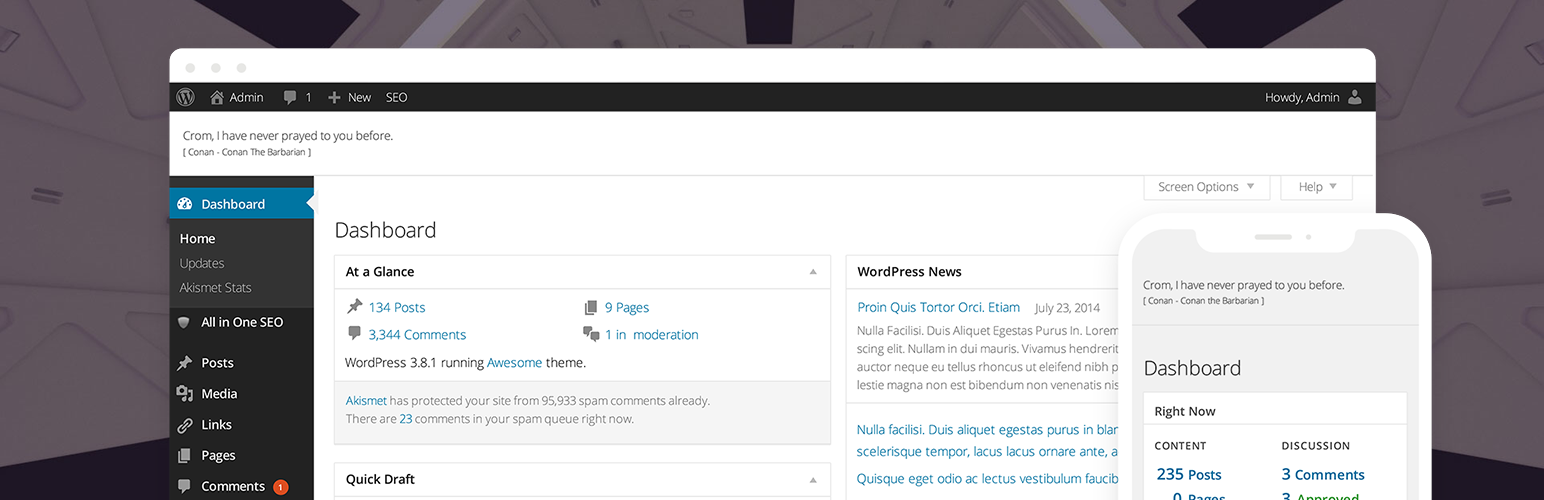 Admin 1 New SEO Howdy, Admin
Crom, I have never prayed to you before.
[ Conan - Conan The Barbarian ]
Dashboard
Home
Updates
Akismet Stats
All in One SEO
Posts
Media
Links
Pages
Comments 1
Screen Options Help
Dashboard
At a Glance
134 Posts 9 Pages
3,344 Comments 1 in moderation
WordPress 3.8.1 running Awesome theme.
Akismet has protected your site from 95,933 spam comments already.
There are 23 comments in your spam queue right now.
Quick Draft
WordPress News
Proin Quis Tortor Orci. Etiam July 23, 2014
Nulla Facilisi. Duis Aliquet Egestas Purus In. Lorem
scing elit. Nullam in dui mauris. Vivamus hendrerit
auctor neque eu tellus rhoncus ut eleifend nibh p
lestie magna non est bibendum non venenatis nis
Nulla facilisi. Duis aliquet egestas purus in blan
scelerisque tempor, lacus lacus ornare ante, a
Quisque eget odio ac lectus vestibulum faucib
Crom, I have never prayed to you before.
[ Conan - Conan the Barbarian ]
Dashboard
Right Now
CONTENT DISCUSSION
235 Posts 3 Comments
0 Pages 3 Approved